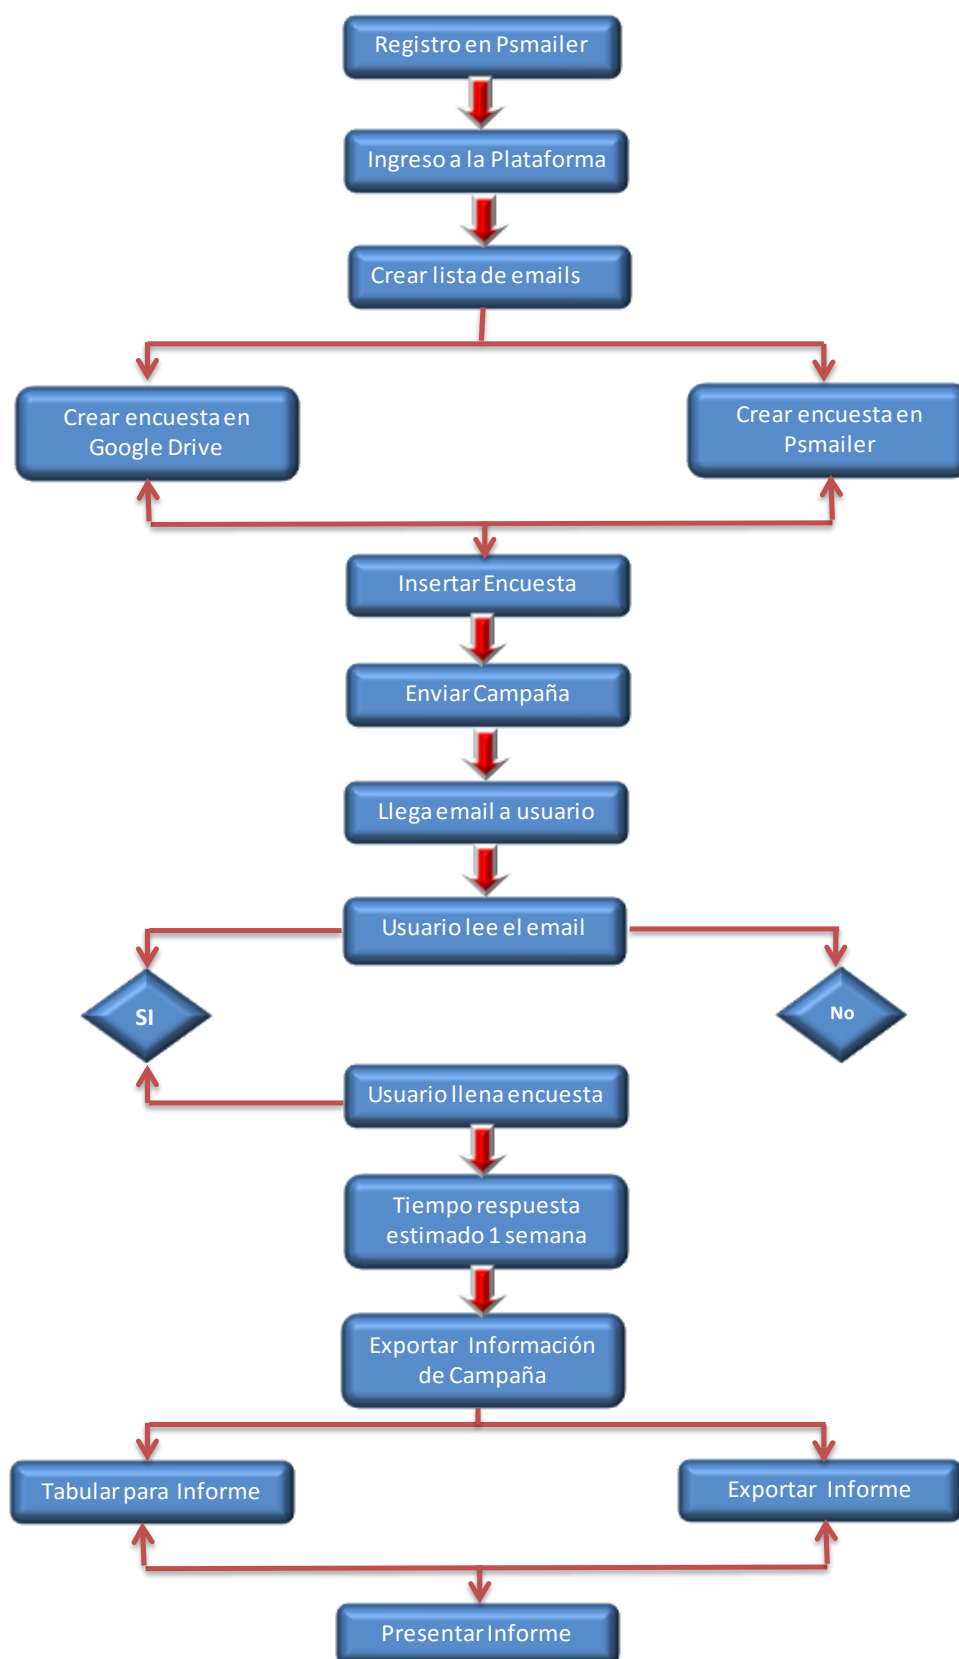 Registro en Psmailer
Ingreso a la Plataforma
Crear lista de emails
Crear encuesta en
Google Drive
Crear encuesta en
Psmailer
Insertar Encuesta
Enviar Campaña
Llega email a usuario
Usuario lee el email
SI
No
Usuario llena encuesta
Tiempo respuesta
estimado 1 semana
Exportar Información
de Campaña
Tabular para Informe
Exportar Informe
Presentar Informe